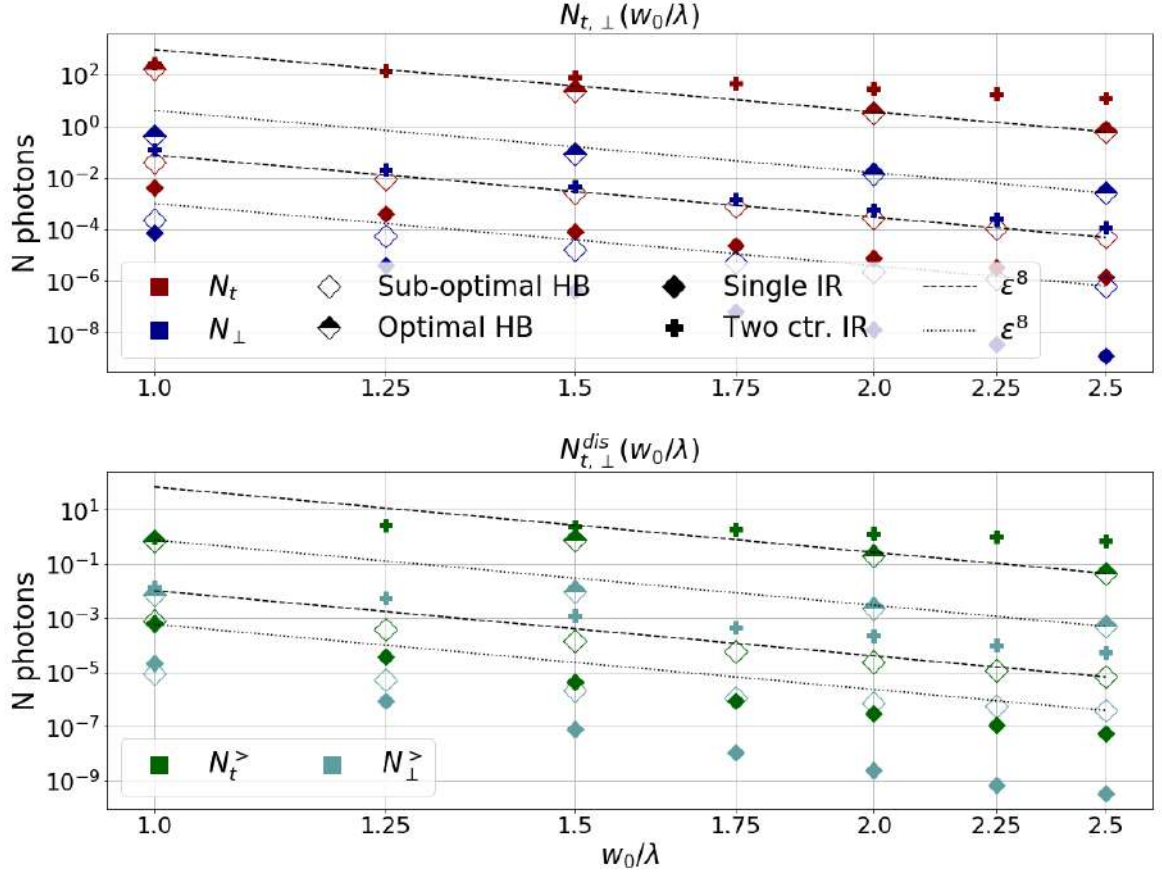 N_{t, ⊥}(w_0/λ)
N photons
10^2
10^0
10^{-2}
10^{-4}
10^{-6}
10^{-8}
N_t Sub-optimal HB Single IR ε^8
N_⊥ Optimal HB Two ctr. IR ε^8
1.0 1.25 1.5 1.75 2.0 2.25 2.5
N^{dis}_{t, ⊥}(w_0/λ)
N photons
10^1
10^{-1}
10^{-3}
10^{-5}
10^{-7}
10^{-9}
N_t^> N_⊥^>
1.0 1.25 1.5 1.75 2.0 2.25 2.5
w_0/λ